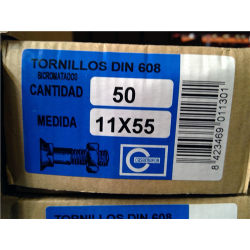 TORNILLOS DIN 608
BICROMATADOS
CANTIDAD
50
MEDIDA
11X55
8 423469 011301
TORNILLOS DIN 608